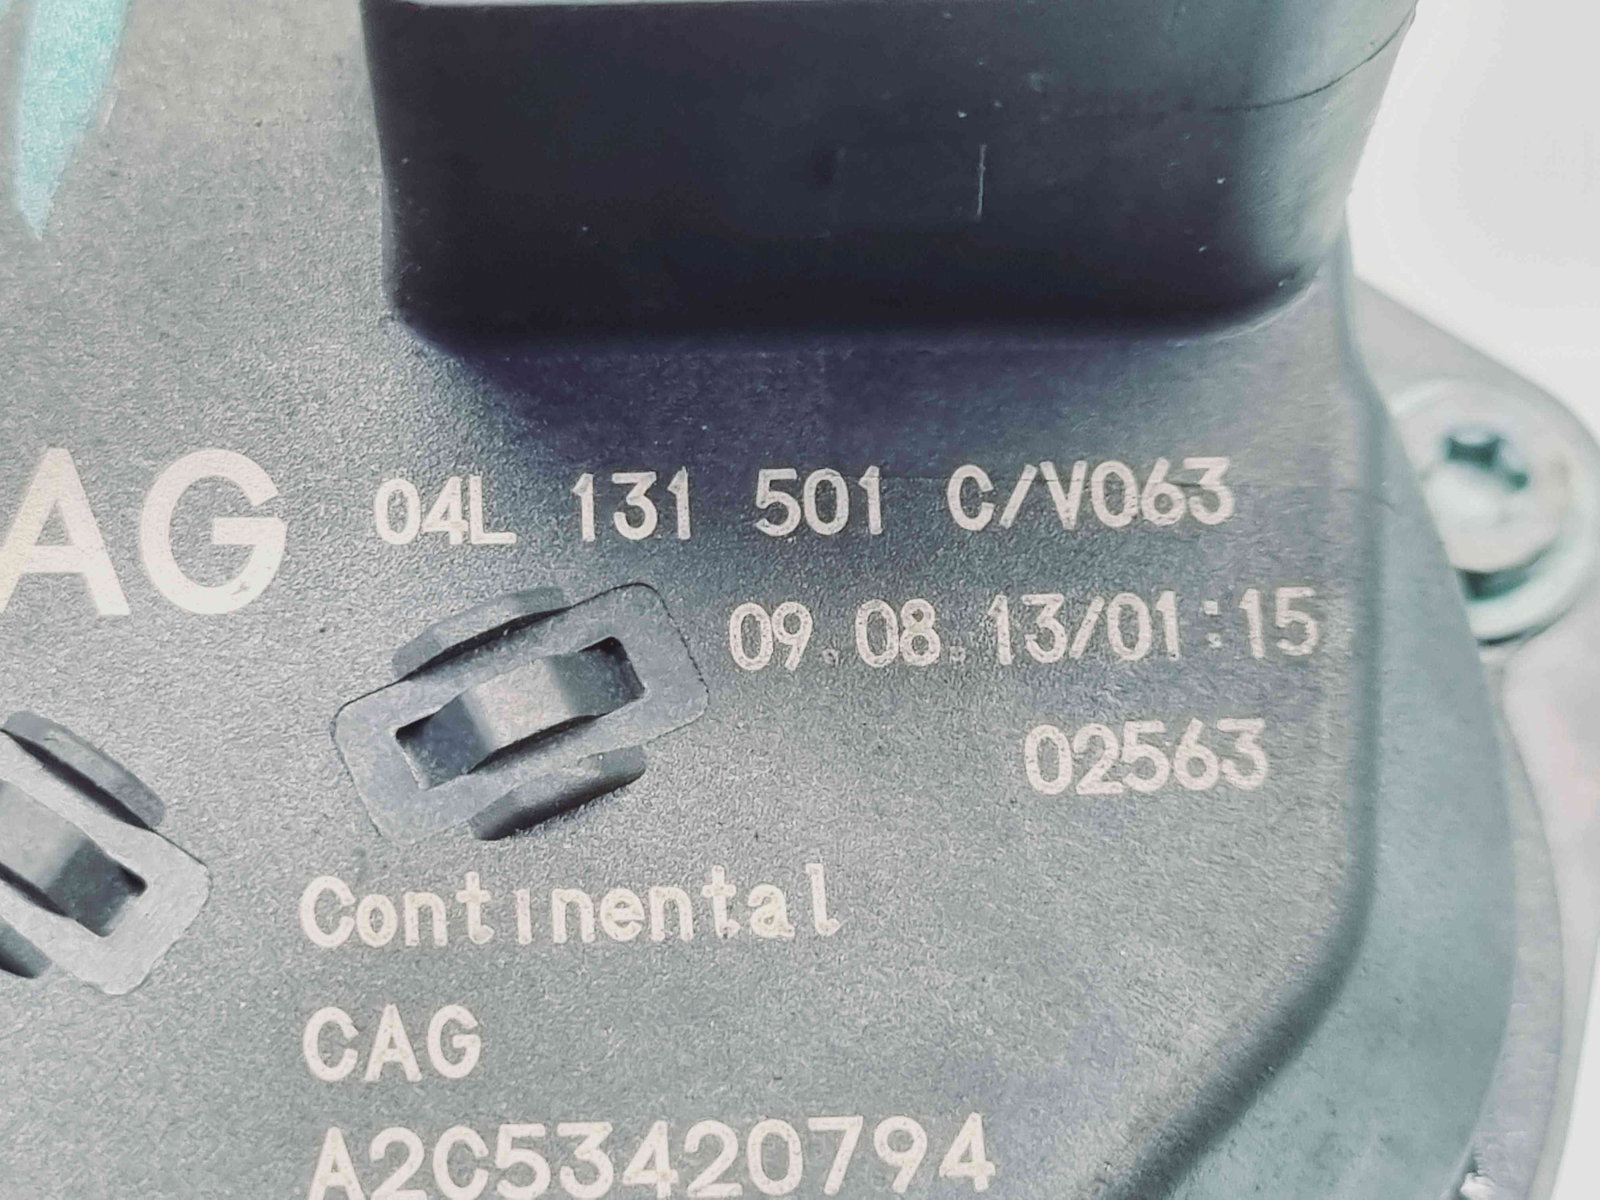 AG 04L 131 501 C/V063
09.08.13/01:15
02563
Continental
CAG
A2C53420794